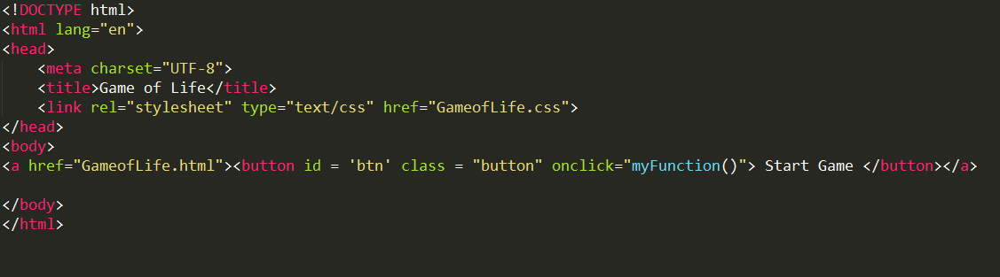 <!DOCTYPE html>
<html lang="en">
<head>
    <meta charset="UTF-8">
    <title>Game of Life</title>
    <link rel="stylesheet" type="text/css" href="GameofLife.css">
</head>
<body>
<a href="GameofLife.html"><button id = 'btn' class = "button" onclick="myFunction()"> Start Game </button></a>

</body>
</html>